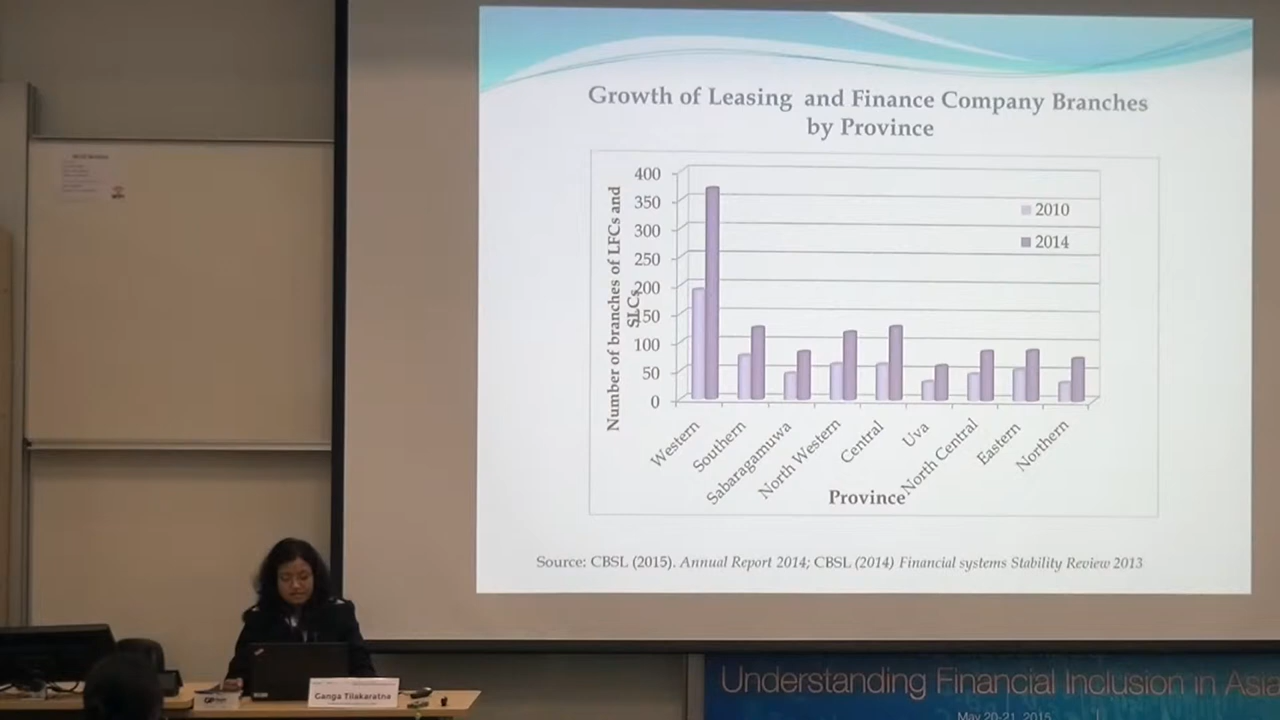 Growth of Leasing and Finance Company Branches
by Province
Number of branches of LFCs and
SLCs
400
350
300
250
200
150
100
50
0
2010
2014
Western
Southern
Sabaragamuwa
North Western
Central
Uva
North Central
Eastern
Northern
Province
Source: CBSL (2015). Annual Report 2014; CBSL (2014) Financial systems Stability Review 2013
Ganga Tilakaratna
Understanding Financial Inclusion in Asia
May 20-21, 2015